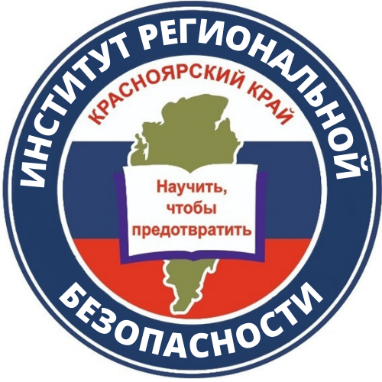 ИНСТИТУТ РЕГИОНАЛЬНОЙ
КРАСНОЯРСКИЙ КРАЙ
Научить,
чтобы
предотвратить
БЕЗОПАСНОСТИ